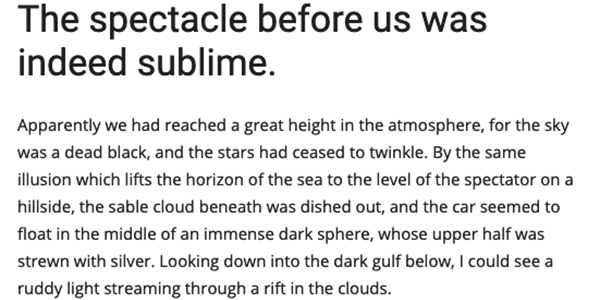 The spectacle before us was
indeed sublime.
Apparently we had reached a great height in the atmosphere, for the sky
was a dead black, and the stars had ceased to twinkle. By the same
illusion which lifts the horizon of the sea to the level of the spectator on a
hillside, the sable cloud beneath was dished out, and the car seemed to
float in the middle of an immense dark sphere, whose upper half was
strewn with silver. Looking down into the dark gulf below, I could see a
ruddy light streaming through a rift in the clouds.